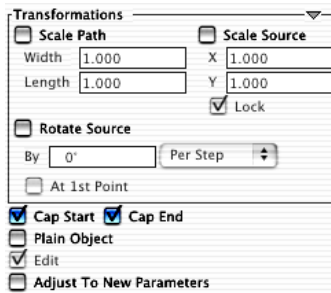 Transformations
Scale Path Scale Source
Width 1.000 X 1.000
Length 1.000 Y 1.000
Lock
Rotate Source
By 0° Per Step
At 1st Point
Cap Start Cap End
Plain Object
Edit
Adjust To New Parameters